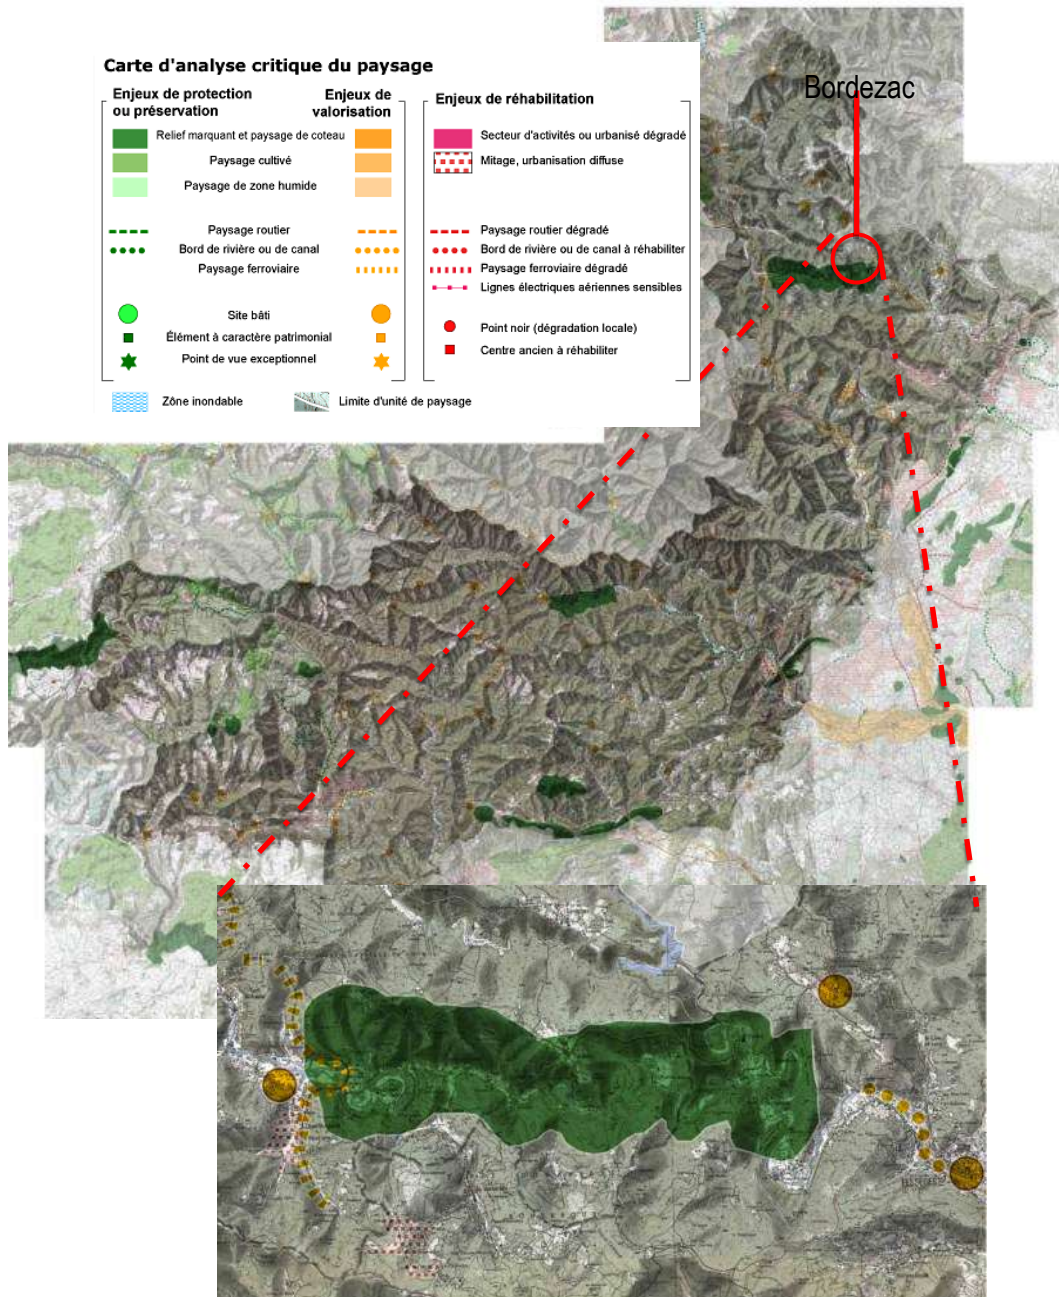 Bordezac
Carte d'analyse critique du paysage
Enjeux de protection
ou préservation
Enjeux de
valorisation
Relief marquant et paysage de coteau
Paysage cultivé
Paysage de zone humide
Paysage routier
Bord de rivière ou de canal
Paysage ferroviaire
Site bâti
Élément à caractère patrimonial
Point de vue exceptionnel
Enjeux de réhabilitation
Secteur d'activités ou urbanisé dégradé
Mitage, urbanisation diffuse
Paysage routier dégradé
Bord de rivière ou de canal à réhabiliter
Paysage ferroviaire dégradé
Lignes électriques aériennes sensibles
Point noir (dégradation locale)
Centre ancien à réhabiliter
Zône inondable
Limite d'unité de paysage